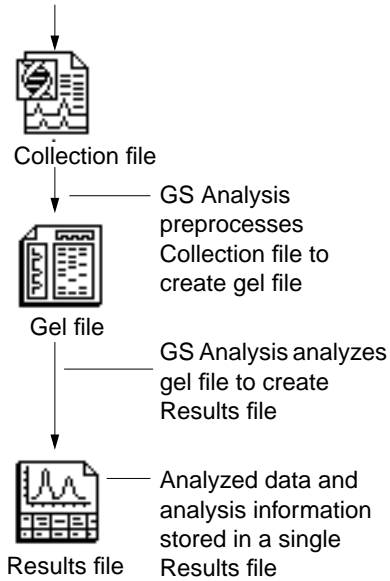 Collection file
GS Analysis
preprocesses
Collection file to
create gel file
Gel file
GS Analysis analyzes
gel file to create
Results file
Analyzed data and
analysis information
stored in a single
Results file
Results file